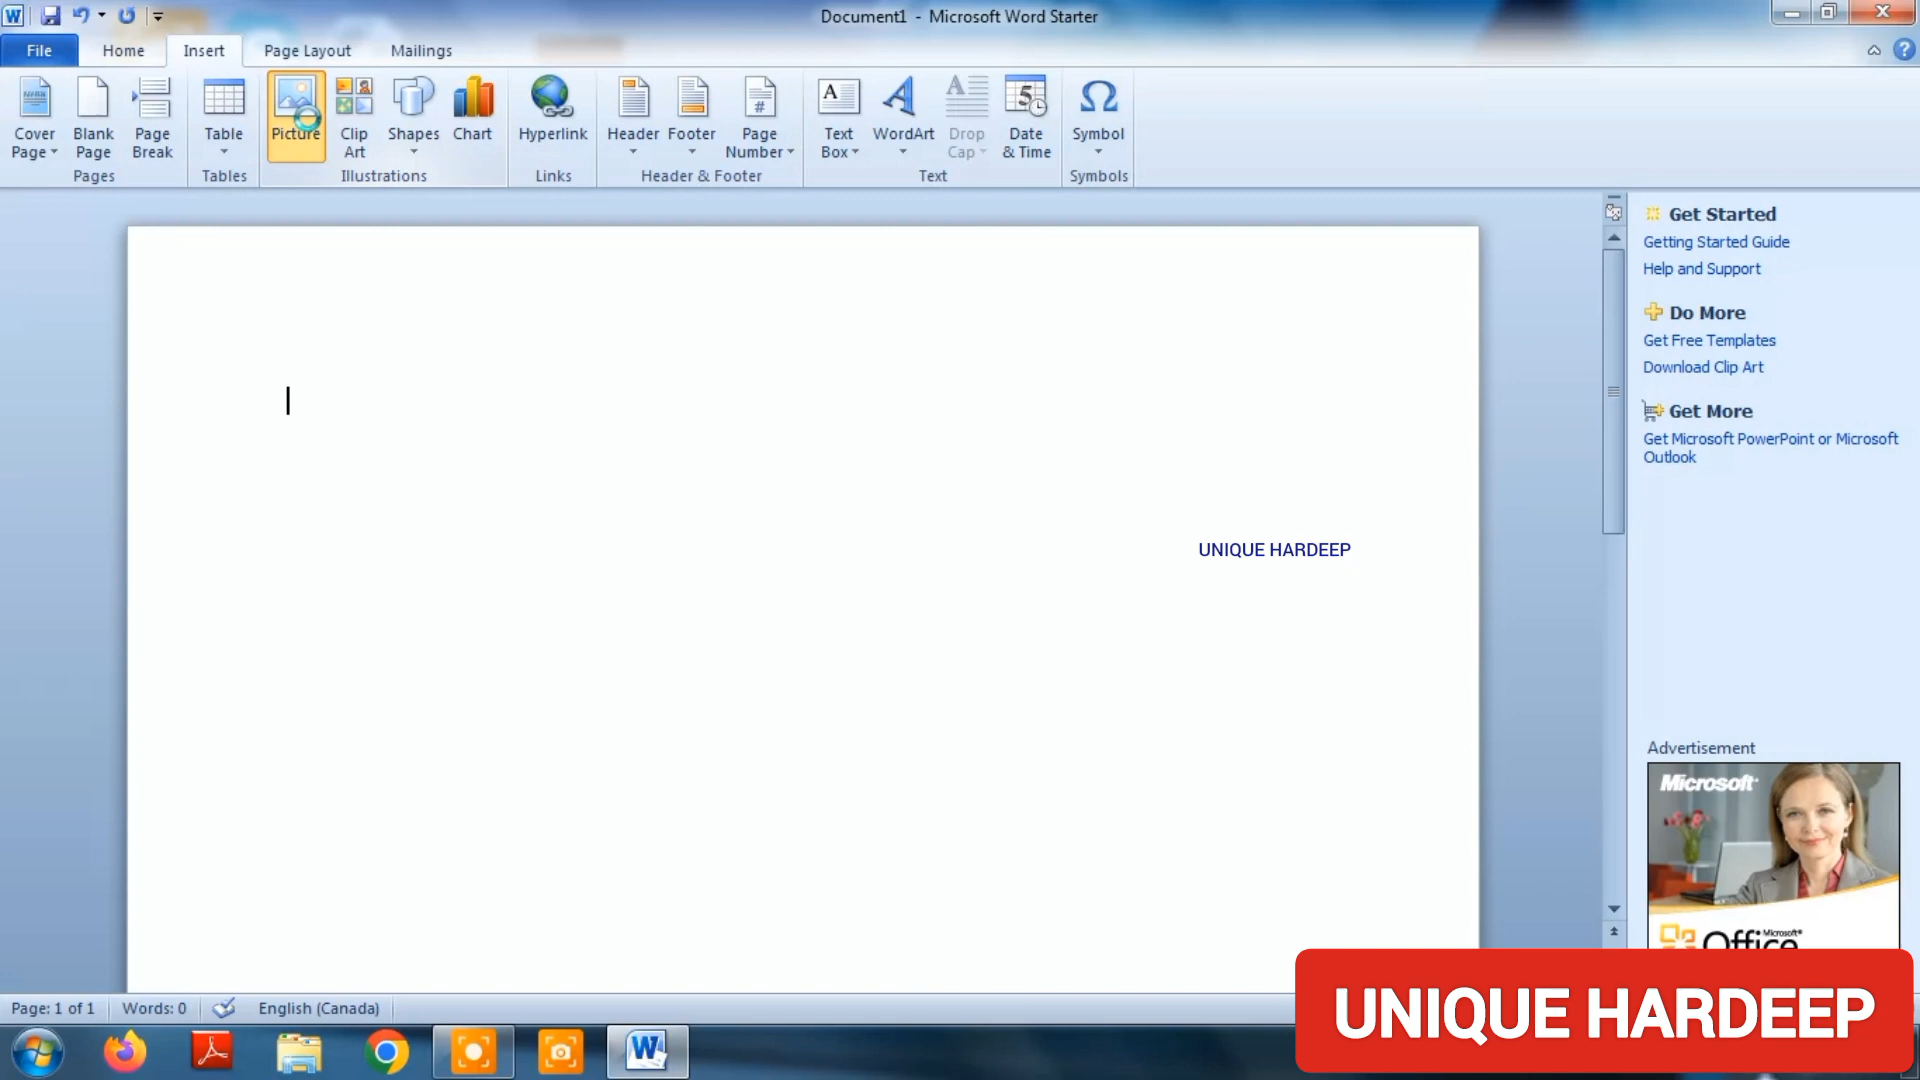 Document1 - Microsoft Word Starter
File Home Insert Page Layout Mailings
Cover Page
Blank Page
Page Break
Pages
Table
Tables
Picture
Clip Art
Shapes
Chart
Illustrations
Hyperlink
Links
Header
Footer
Page Number
#
Header & Footer
A
Text Box
WordArt
Drop Cap
5
Date & Time
Text
Ω
Symbol
Symbols
Get Started
Getting Started Guide
Help and Support
Do More
Get Free Templates
Download Clip Art
Get More
Get Microsoft PowerPoint or Microsoft
Outlook
UNIQUE HARDEEP
Advertisement
Microsoft
Microsoft
Office
UNIQUE HARDEEP
Page: 1 of 1 Words: 0 English (Canada)